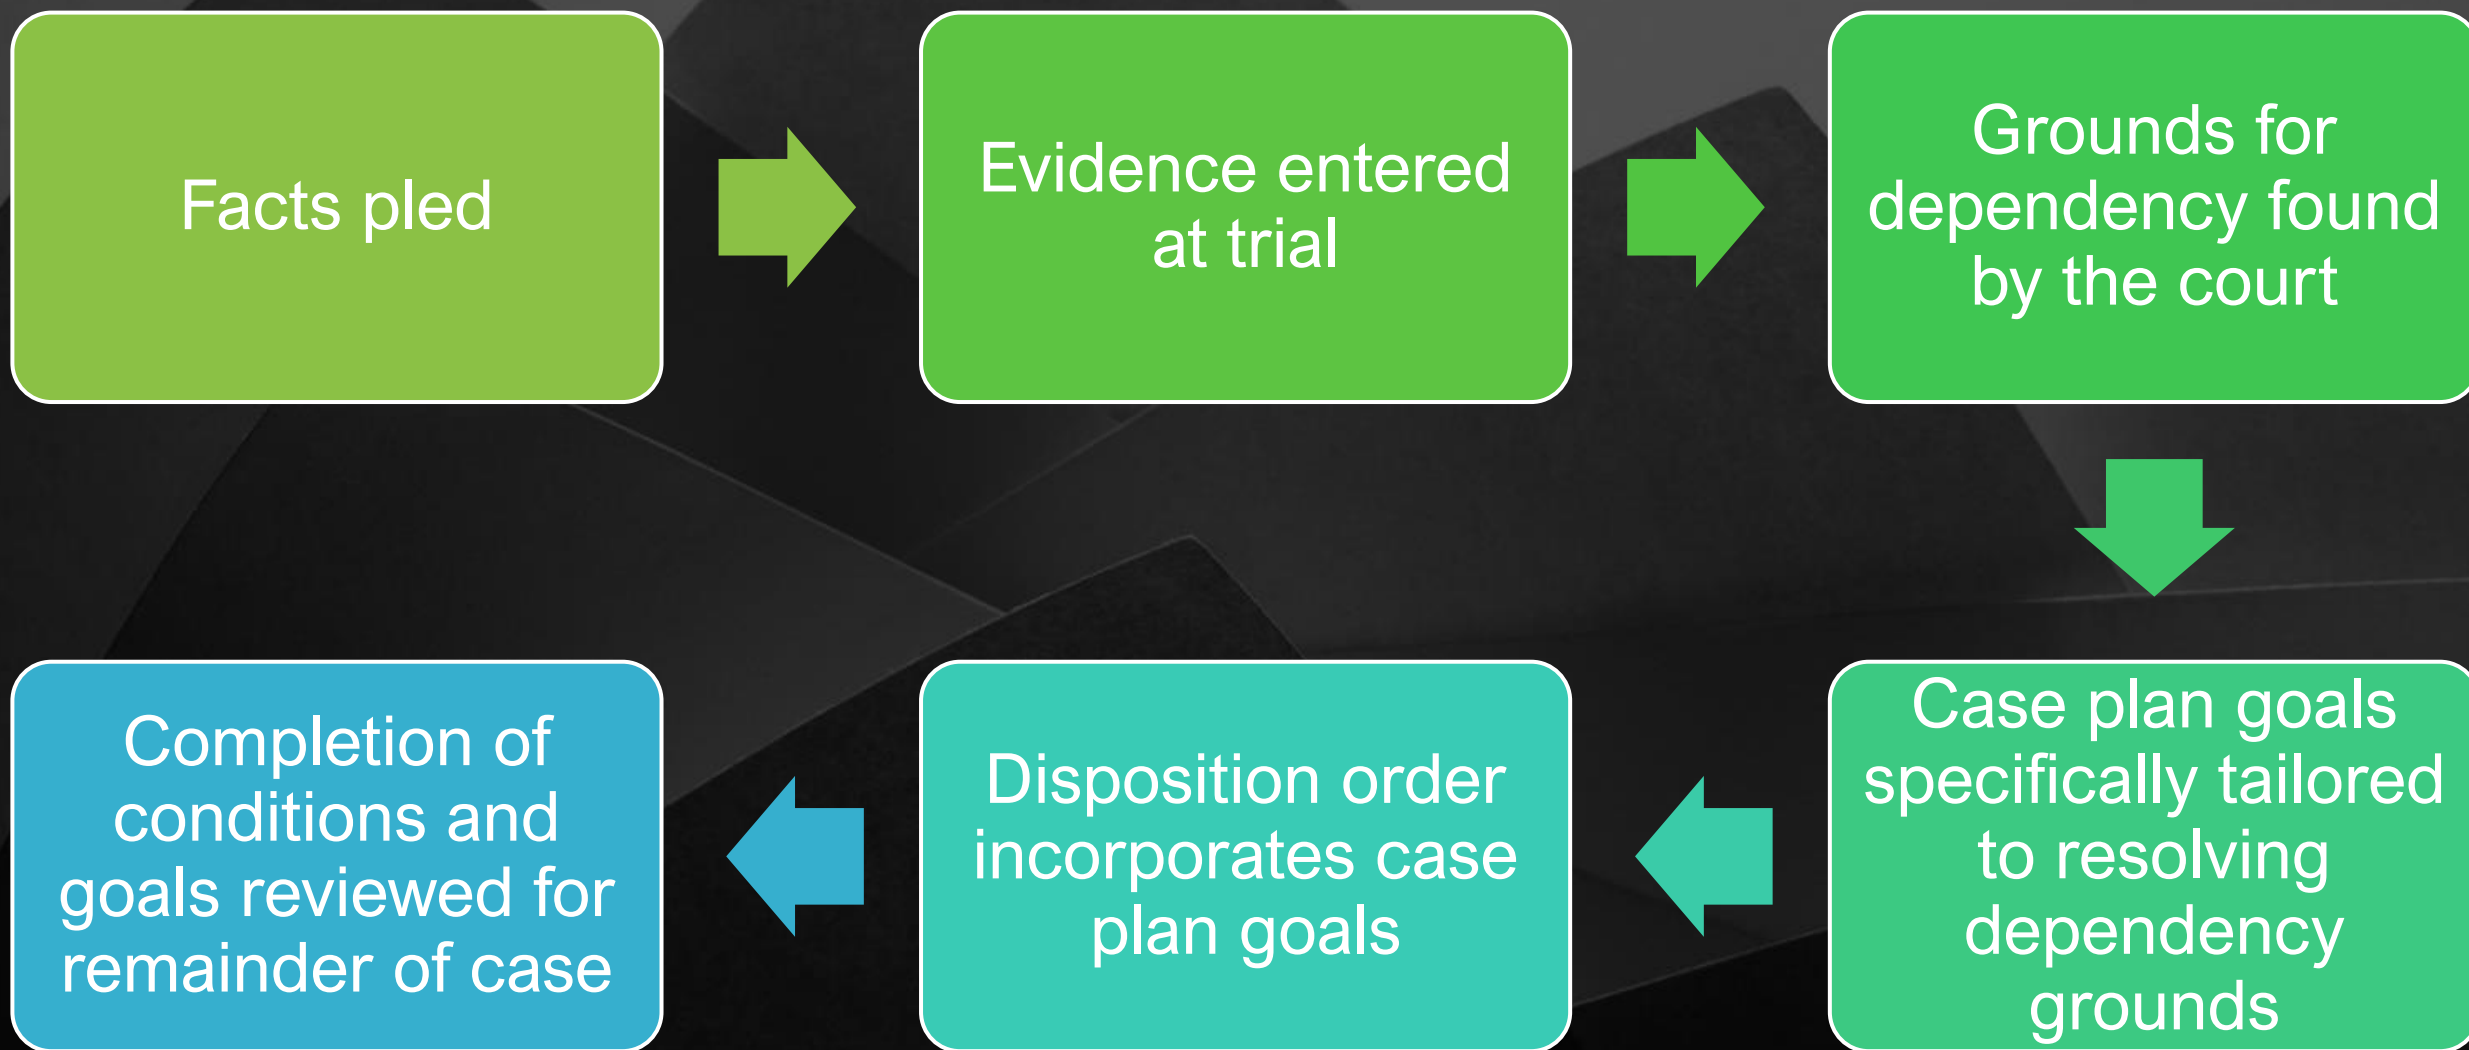 Facts pled
Evidence entered
at trial
Grounds for
dependency found
by the court
Case plan goals
specifically tailored
to resolving
dependency
grounds
Disposition order
incorporates case
plan goals
Completion of
conditions and
goals reviewed for
remainder of case